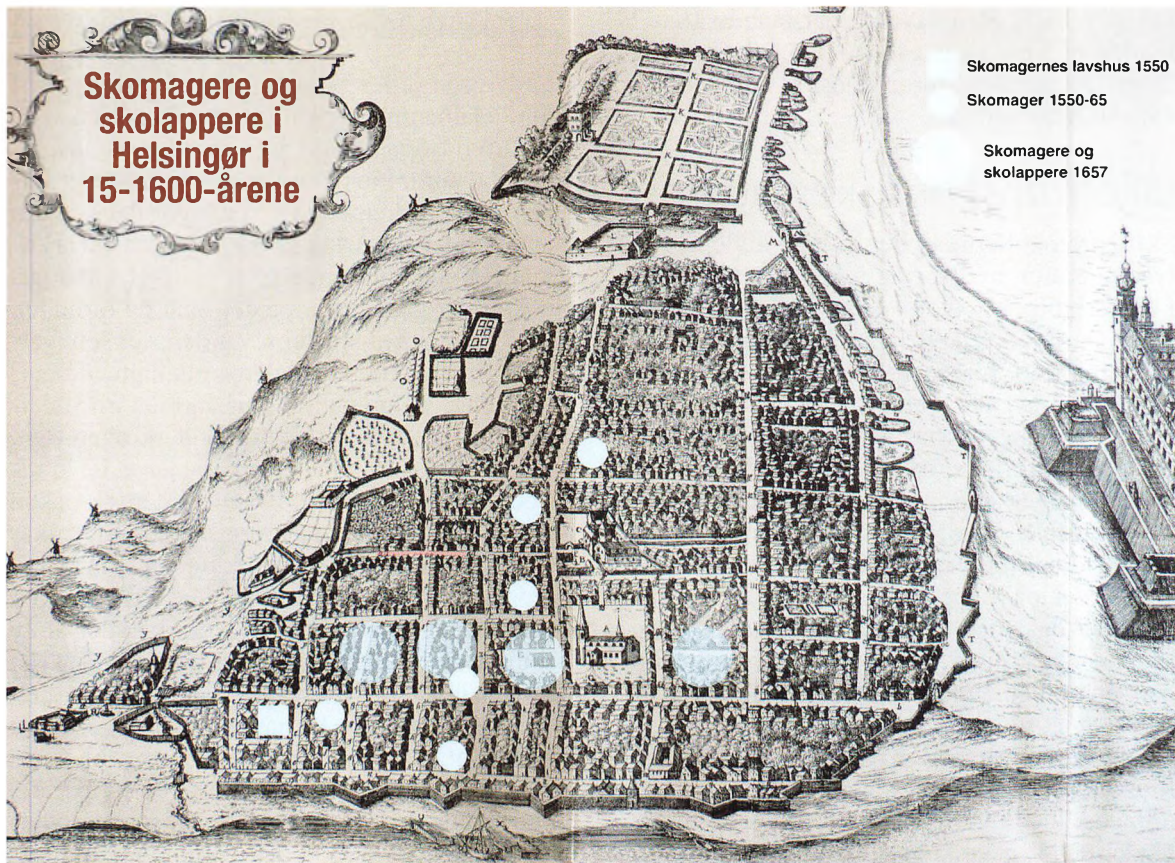 Skomagere og
skolappere i
Helsingør i
15-1600-årene
Skomagernes lavshus 1550
Skomager 1550-65
Skomagere og
skolappere 1657